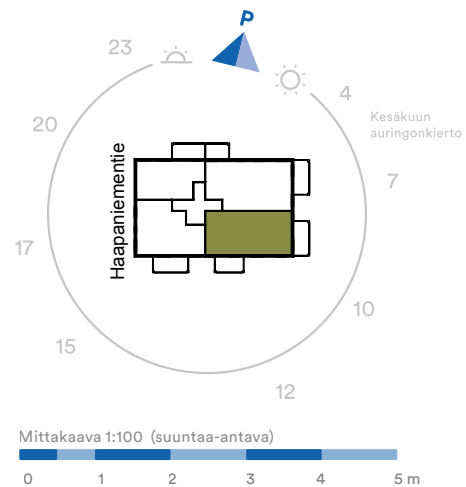 P
23
4
Kesäkuun
auringonkierto
20
7
Haapaniementie
17
10
15
12
Mittakaava 1:100 (suuntaa-antava)
0 1 2 3 4 5 m